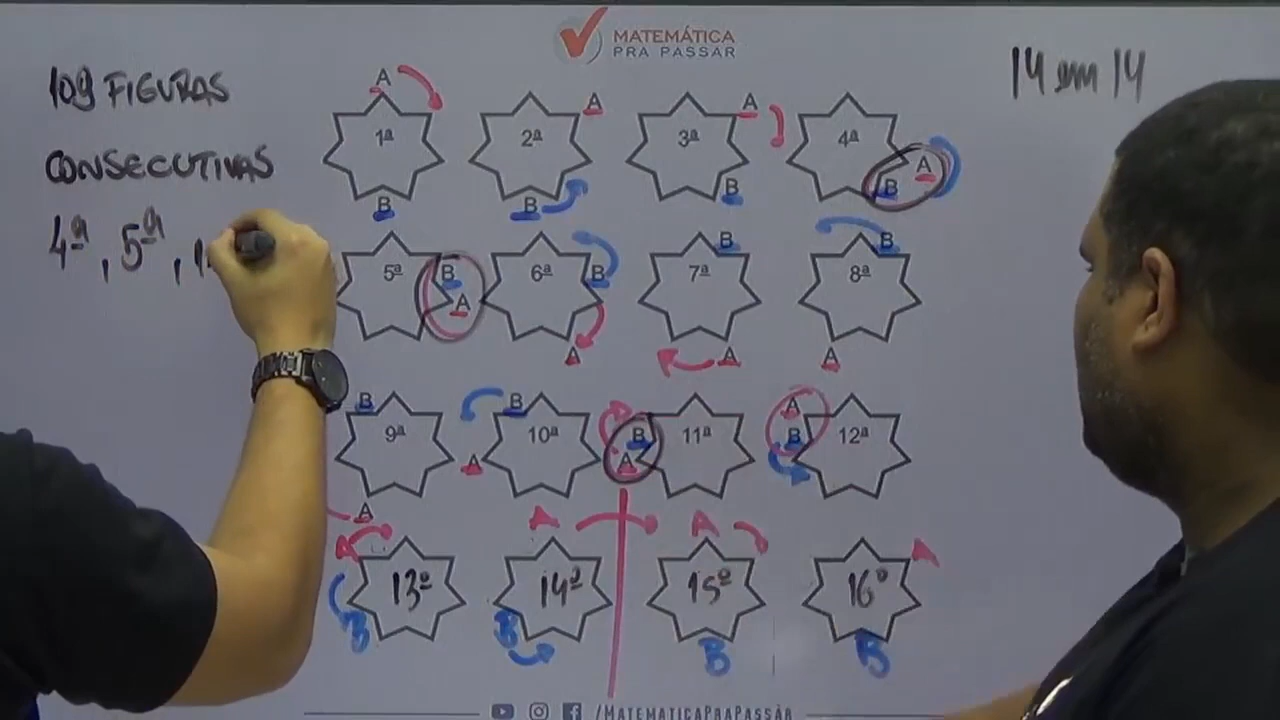 MATEMÁTICA
PRA PASSAR
109 FIGURAS
CONSECUTIVAS
4ª, 5ª,
14 em 14
A A A
1ª 2ª 3ª 4ª
A
B B B B
B B
5ª B 6ª B 7ª 8ª
A
A A A
B B A
9ª 10ª B 11ª B 12ª
A A
A
A A A
13º 14º 15º 16º
B B B B
/MATEMATICAPRAPASSAR